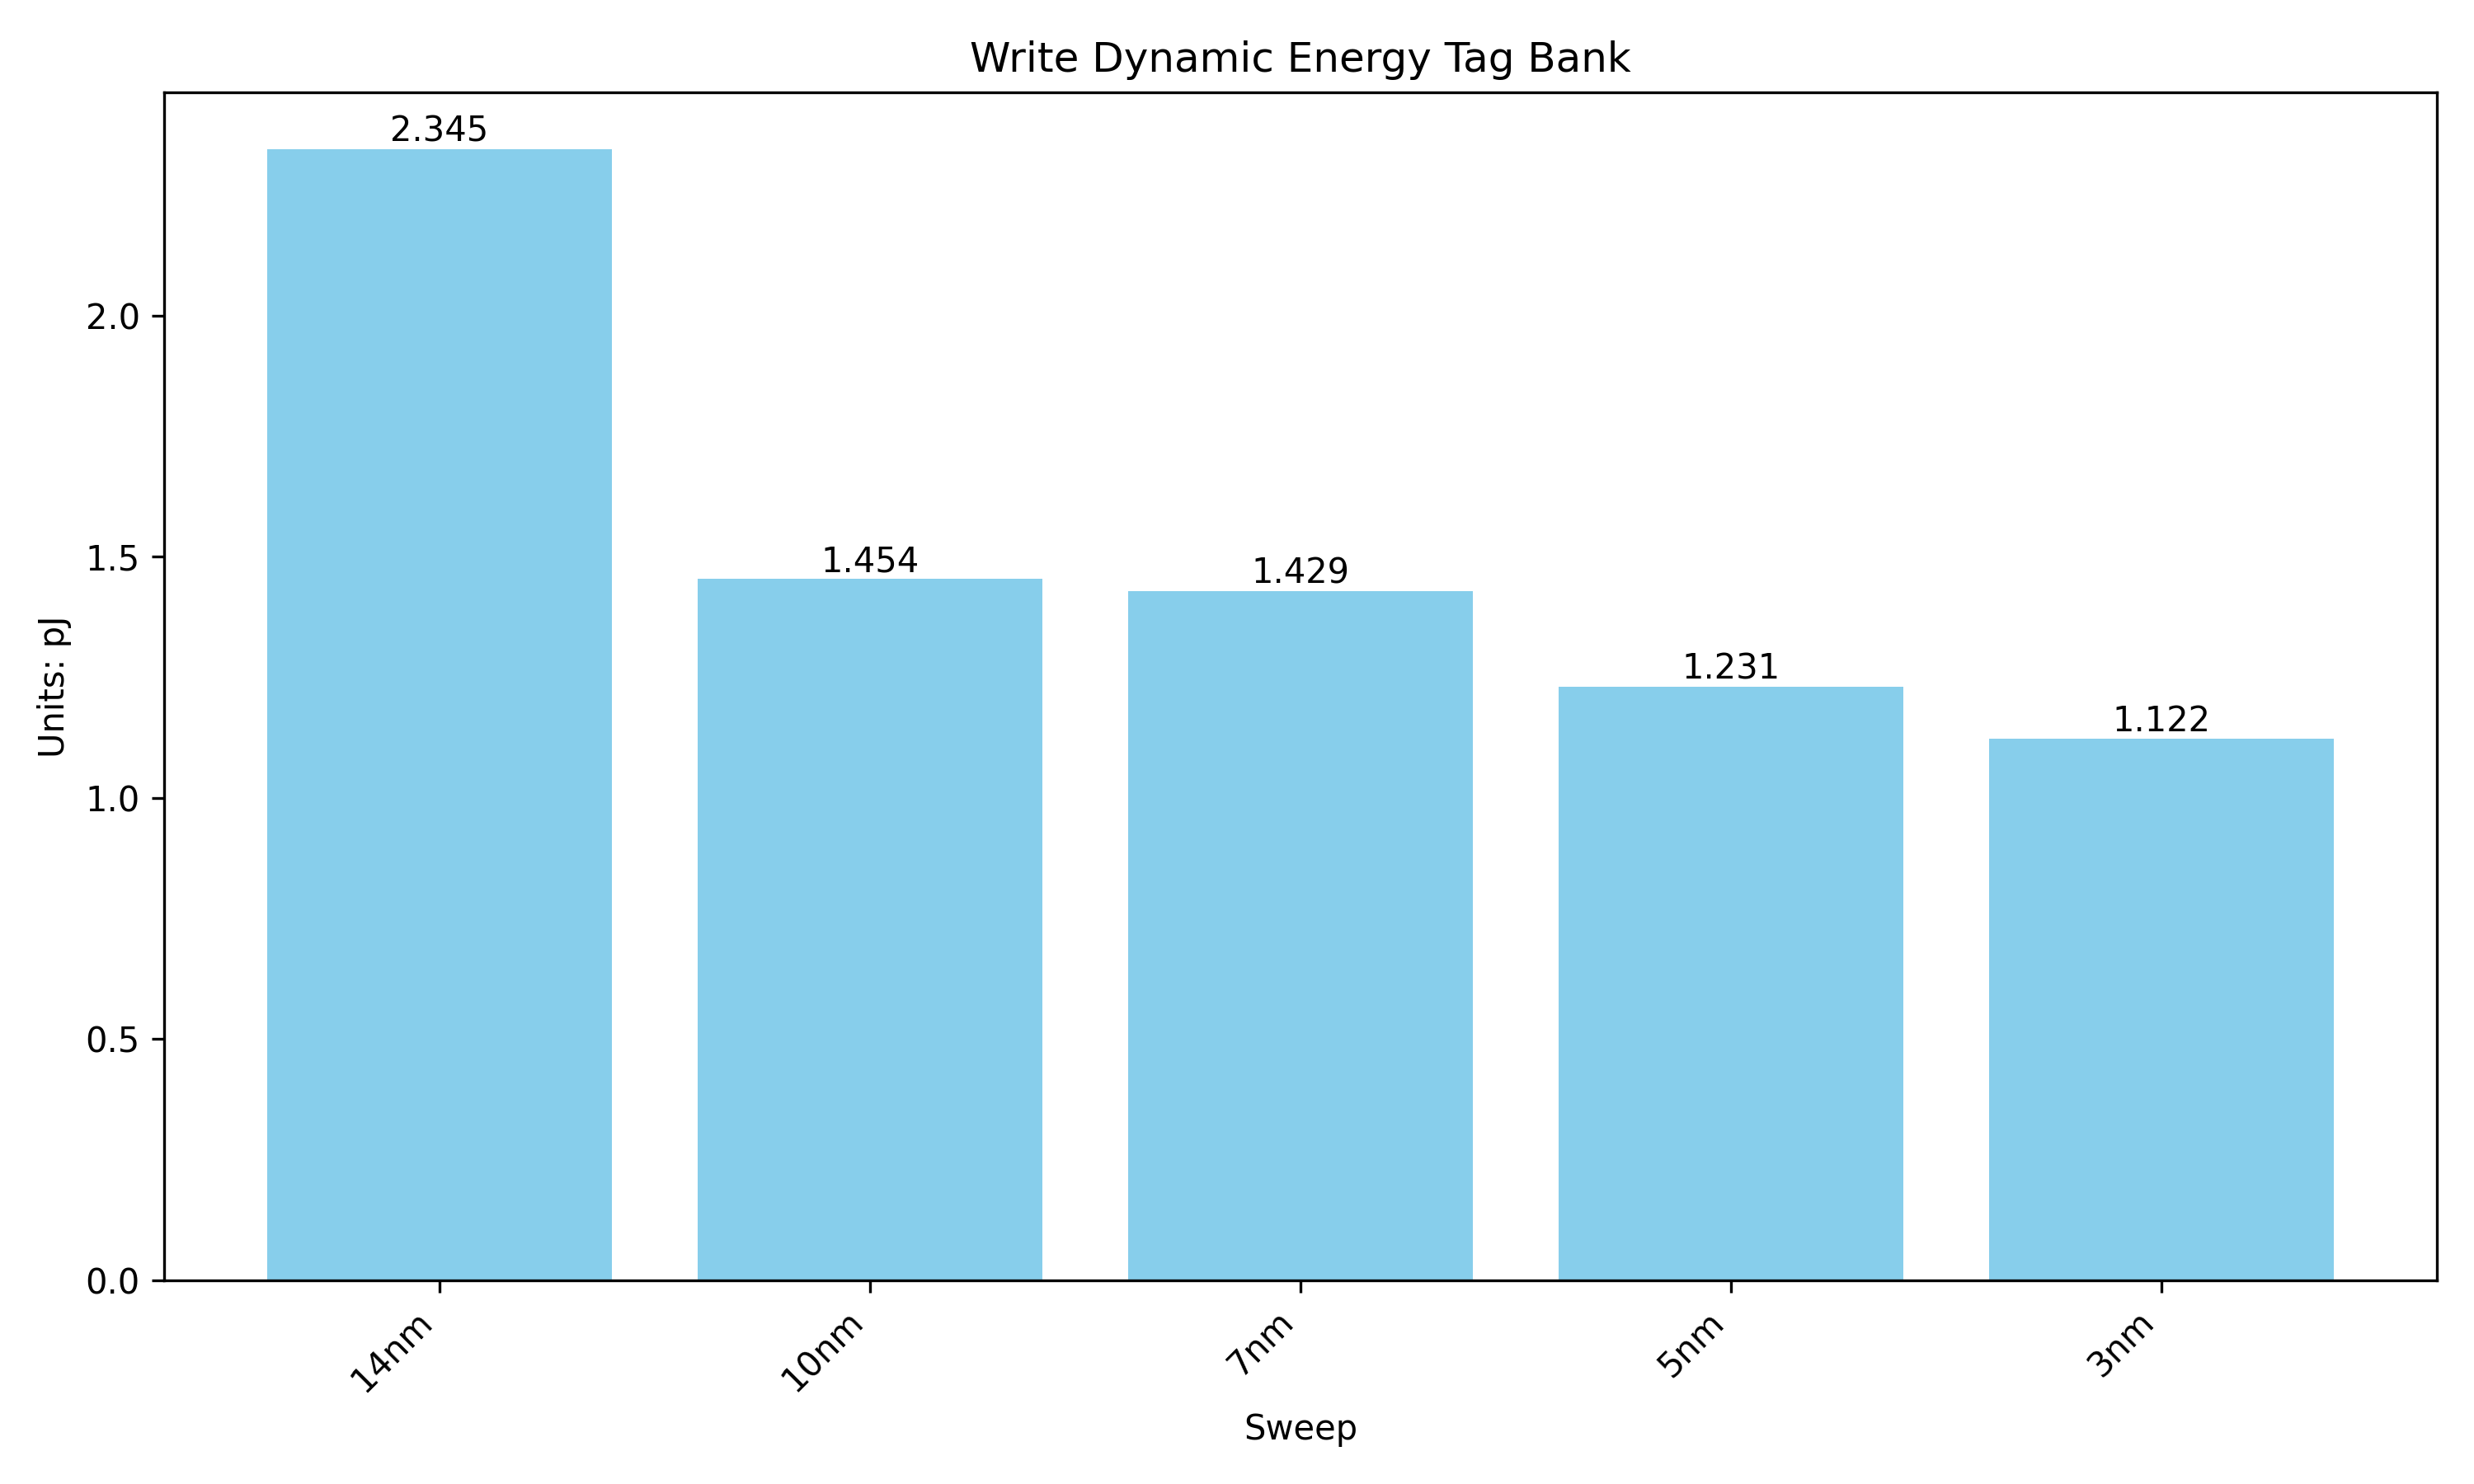 Write Dynamic Energy Tag Bank
2.345
1.454
1.429
1.231
1.122
2.0
1.5
1.0
0.5
0.0
Units: pJ
14nm
10nm
7nm
5nm
3nm
Sweep